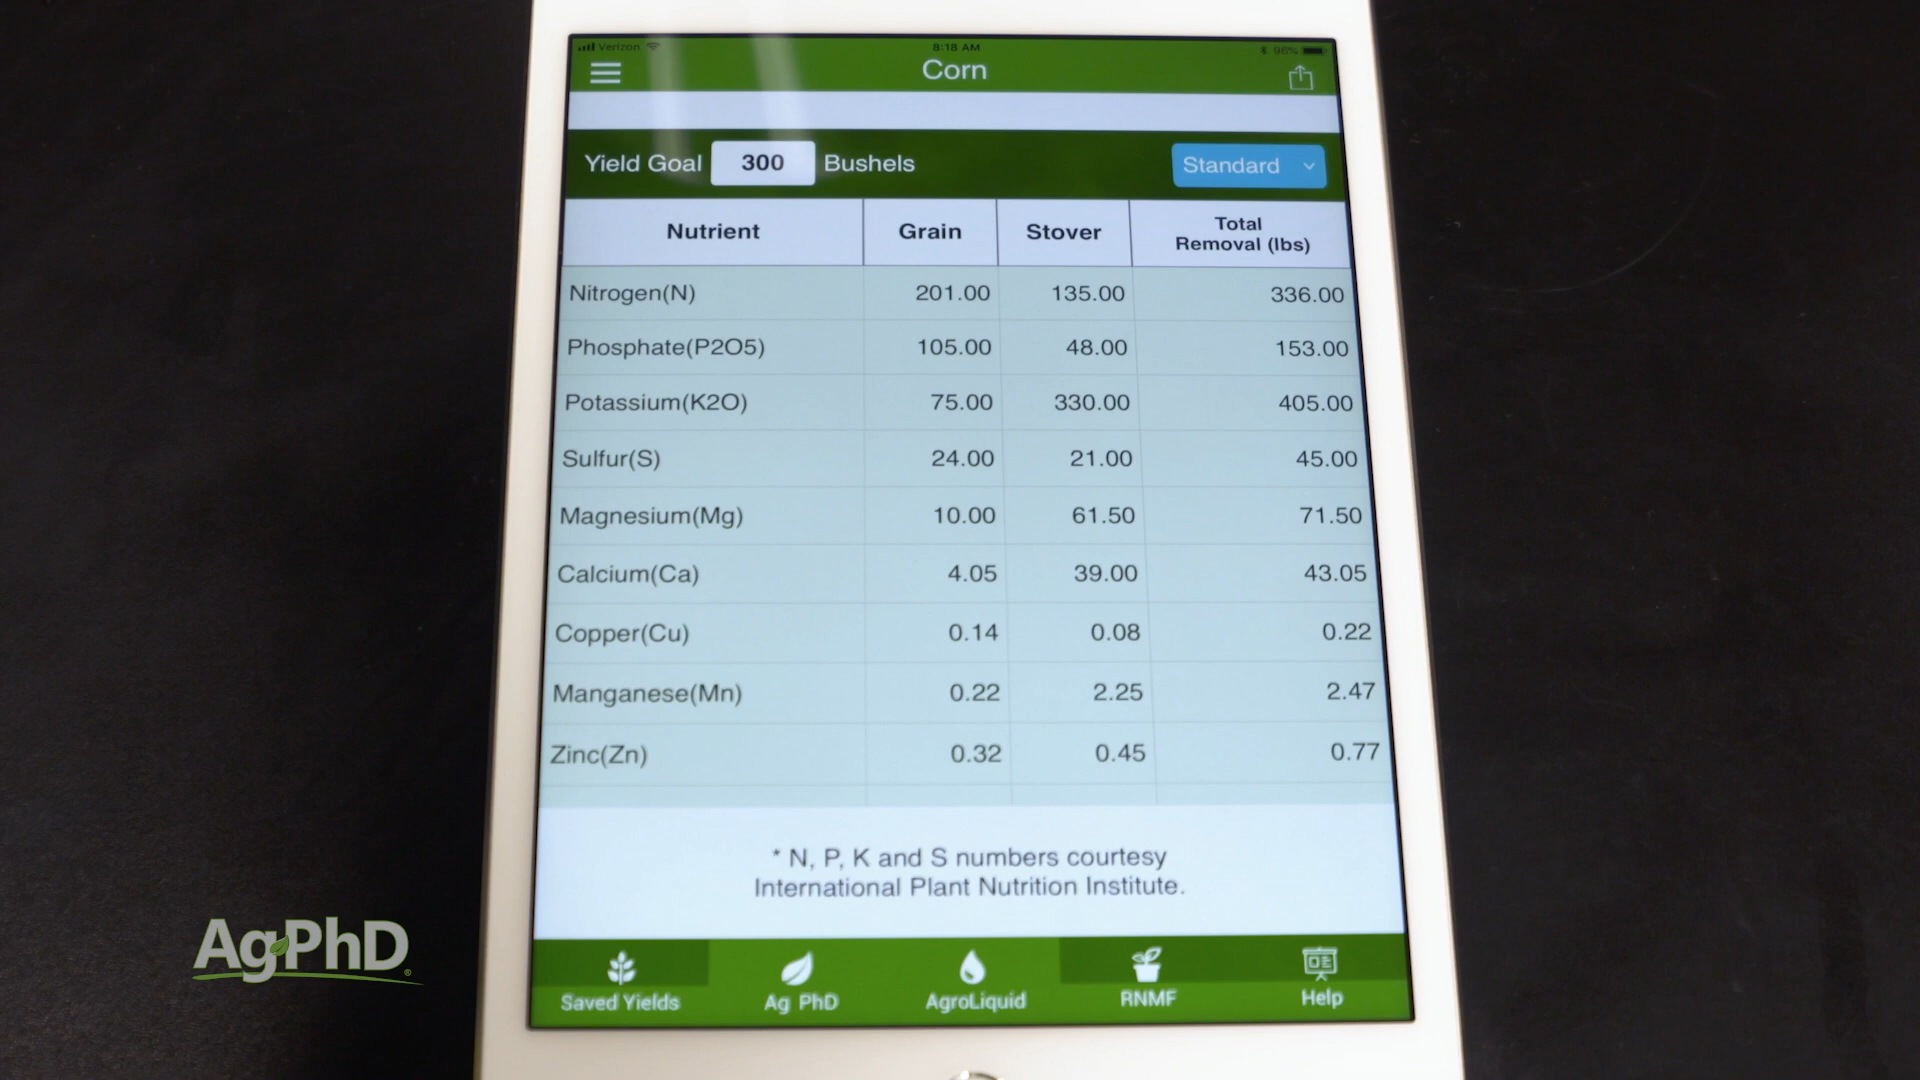 Verizon 8:18 AM 96%
Corn
Yield Goal 300 Bushels Standard
Nutrient Grain Stover Total Removal (lbs)
Nitrogen(N) 201.00 135.00 336.00
Phosphate(P2O5) 105.00 48.00 153.00
Potassium(K2O) 75.00 330.00 405.00
Sulfur(S) 24.00 21.00 45.00
Magnesium(Mg) 10.00 61.50 71.50
Calcium(Ca) 4.05 39.00 43.05
Copper(Cu) 0.14 0.08 0.22
Manganese(Mn) 0.22 2.25 2.47
Zinc(Zn) 0.32 0.45 0.77
* N, P, K and S numbers courtesy
International Plant Nutrition Institute.
Saved Yields Ag PhD AgroLiquid RNMF Help
AgPhD®